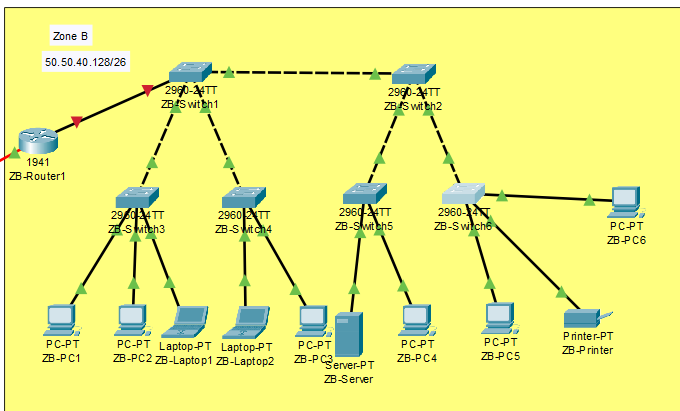 Zone B
50.50.40.128/26
2960-24TT
ZB-Switch1
2960-24TT
ZB-Switch2
1941
ZB-Router1
2960-24TT
ZB-Switch3
2960-24TT
ZB-Switch4
2960-24TT
ZB-Switch5
2960-24TT
ZB-Switch6
PC-PT
ZB-PC6
PC-PT
ZB-PC1
PC-PT
ZB-PC2
Laptop-PT
ZB-Laptop1
Laptop-PT
ZB-Laptop2
PC-PT
ZB-PC3
Server-PT
ZB-Server
PC-PT
ZB-PC4
PC-PT
ZB-PC5
Printer-PT
ZB-Printer